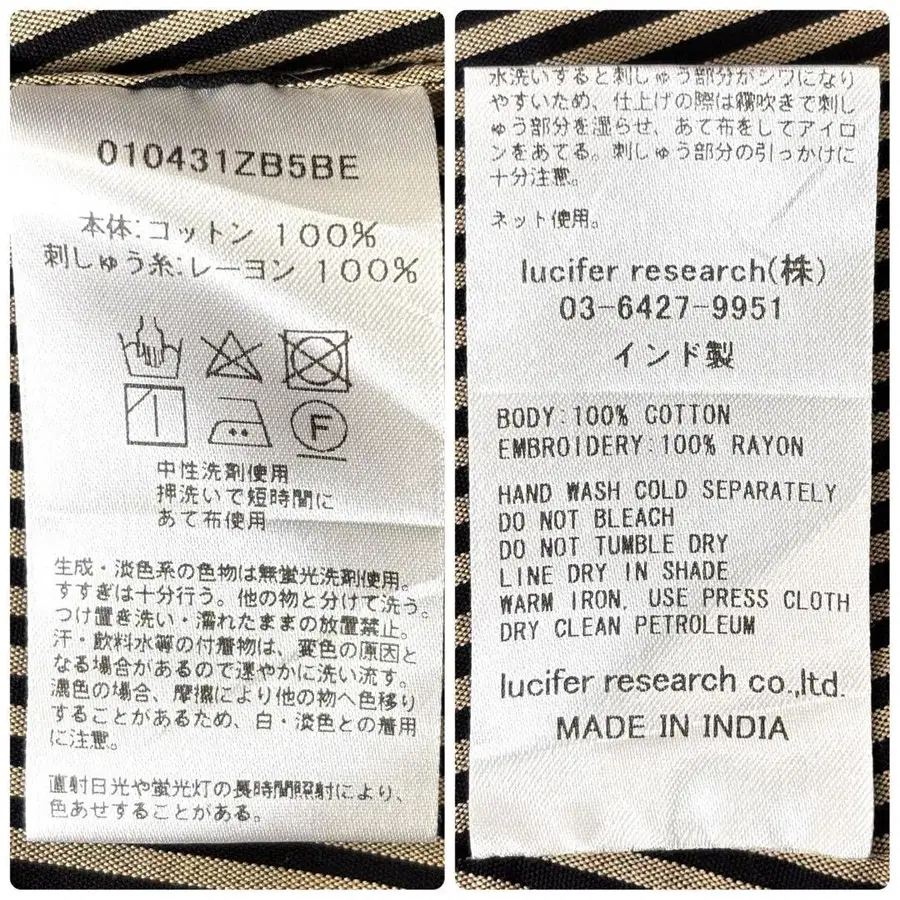 010431ZB5BE
本体:コットン 100%
刺しゅう糸:レーヨン 100%
F
中性洗剤使用
押洗いで短時間に
あて布使用
生成・淡色系の色物は無蛍光洗剤使用。
すすぎは十分行う。他の物と分けて洗う。
つけ置き洗い・濡れたままの放置禁止。
汗・飲料水等の付着物は、変色の原因と
なる場合があるので速やかに洗い流す。
濃色の場合、摩擦により他の物へ色移り
することがあるため、白・淡色との着用
に注意。
直射日光や蛍光灯の長時間照射により、
色あせすることがある。
水洗いすると刺しゅう部分がシワになり
やすいため、仕上げの際は霧吹きで刺し
ゅう部分を湿らせ、あて布をしてアイロ
ンをあてる。刺しゅう部分の引っかけに
十分注意。
ネット使用。
lucifer research(株)
03-6427-9951
インド製
BODY:100% COTTON
EMBROIDERY:100% RAYON
HAND WASH COLD SEPARATELY
DO NOT BLEACH
DO NOT TUMBLE DRY
LINE DRY IN SHADE
WARM IRON, USE PRESS CLOTH
DRY CLEAN PETROLEUM
lucifer research co.,ltd.
MADE IN INDIA